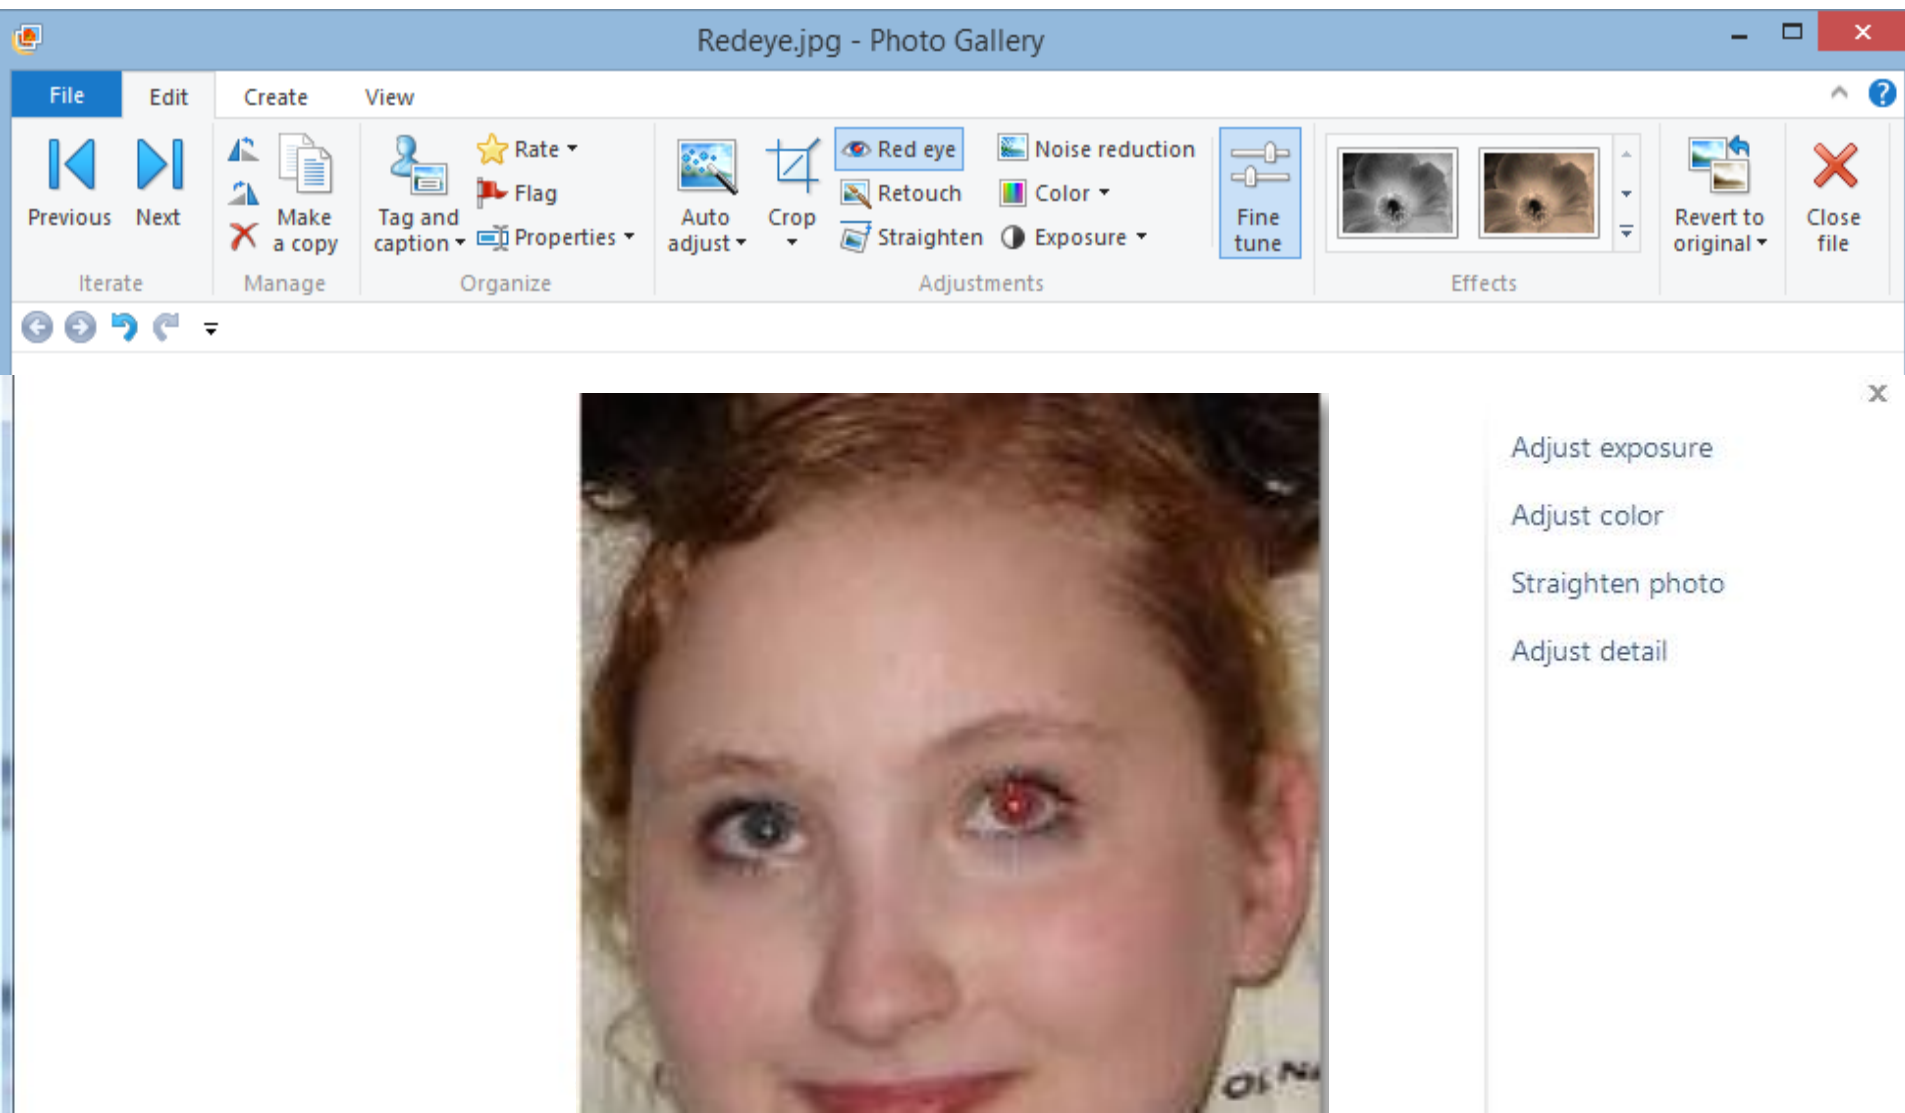 Redeye.jpg - Photo Gallery
File Edit Create View
Previous
Next
Make
a copy
Tag and
caption
Rate
Flag
Properties
Auto
adjust
Crop
Red eye
Retouch
Straighten
Noise reduction
Color
Exposure
Fine
tune
Revert to
original
Close
file
Iterate Manage Organize Adjustments Effects
Adjust exposure
Adjust color
Straighten photo
Adjust detail